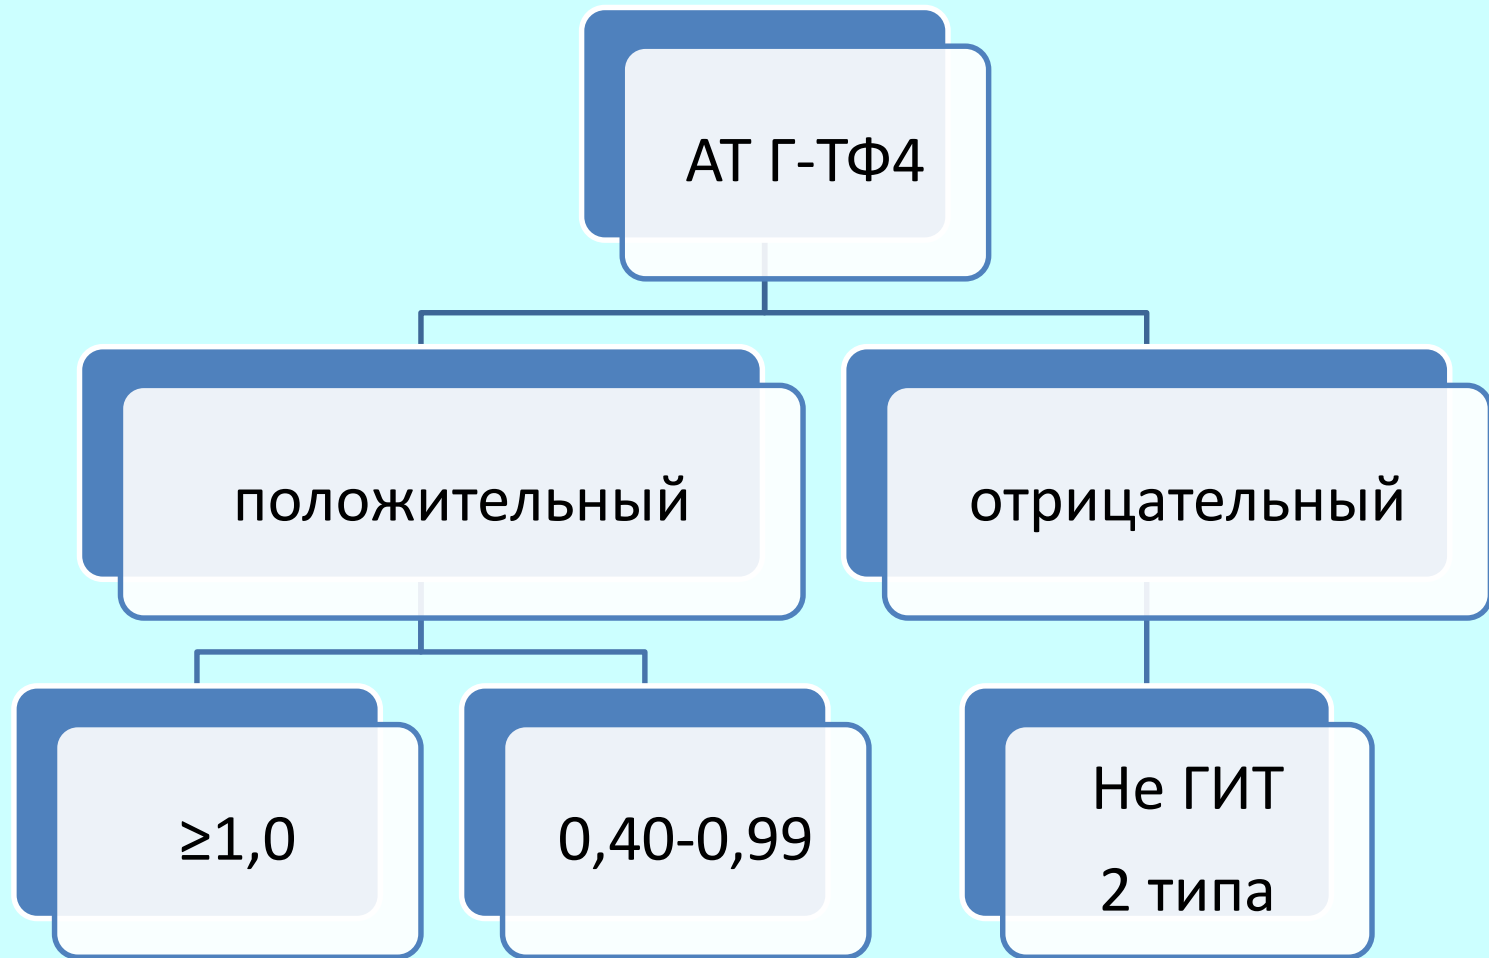 АТ Г-ТФ4
положительный
отрицательный
≥1,0
0,40-0,99
Не ГИТ
2 типа